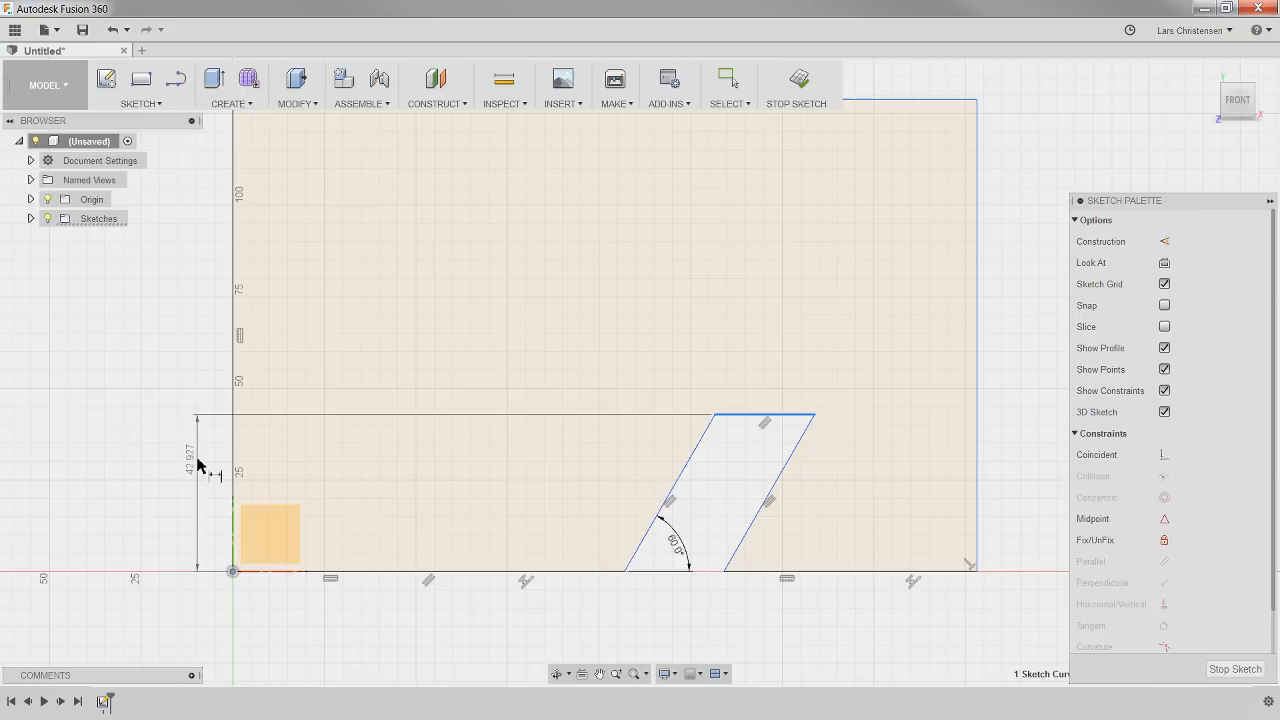 Autodesk Fusion 360
Lars Christensen
Untitled*
MODEL
SKETCH
CREATE
MODIFY
ASSEMBLE
CONSTRUCT
INSPECT
INSERT
MAKE
ADD-INS
SELECT
STOP SKETCH
BROWSER
(Unsaved)
Document Settings
Named Views
Origin
Sketches
Y
FRONT
X
Z
100
75
50
25
42.927
60.0°
50
25
SKETCH PALETTE
Options
Construction
Look At
Sketch Grid
Snap
Slice
Show Profile
Show Points
Show Constraints
3D Sketch
Constraints
Coincident
Collinear
Concentric
Midpoint
Fix/UnFix
Parallel
Perpendicular
Horizontal/Vertical
Tangent
Curvature
Stop Sketch
1 Sketch Curv
COMMENTS